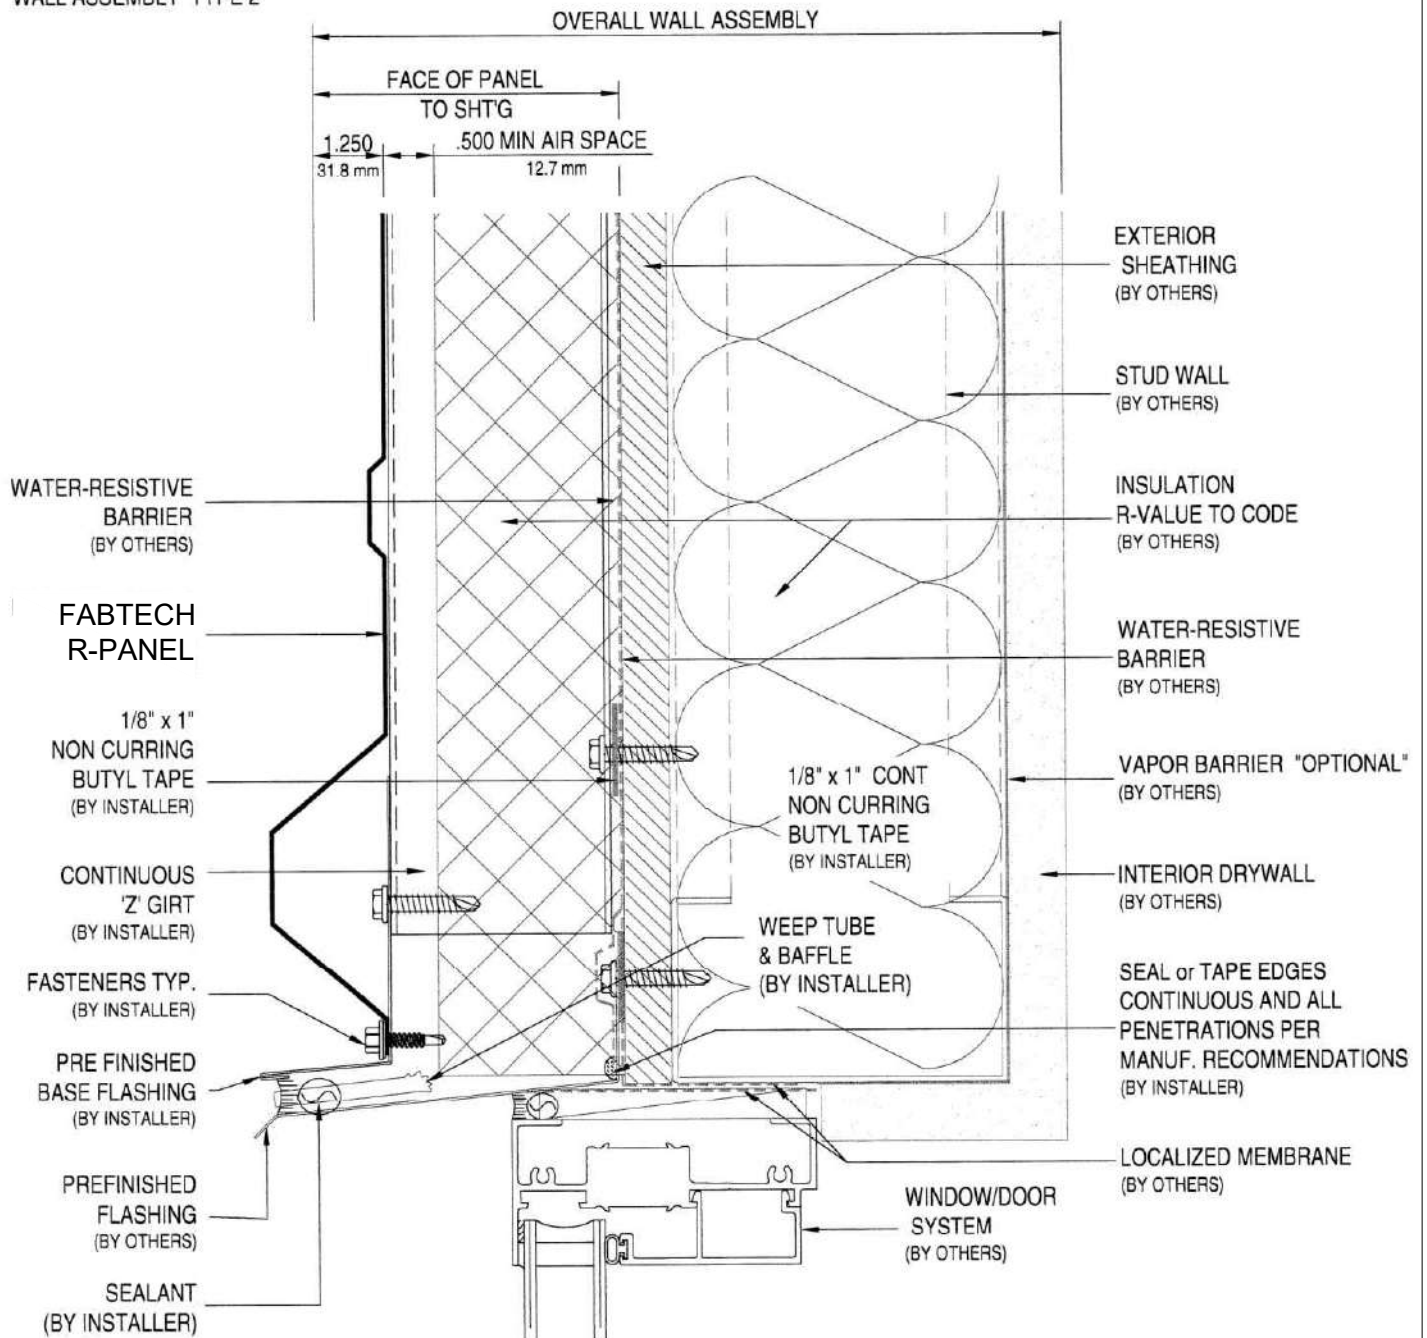 WALL ASSEMBLY TYPE 2
OVERALL WALL ASSEMBLY
FACE OF PANEL
TO SHT'G
1.250
31.8 mm
.500 MIN AIR SPACE
12.7 mm
WATER-RESISTIVE
BARRIER
(BY OTHERS)
FABTECH
R-PANEL
1/8" x 1"
NON CURRING
BUTYL TAPE
(BY INSTALLER)
CONTINUOUS
'Z' GIRT
(BY INSTALLER)
FASTENERS TYP.
(BY INSTALLER)
PRE FINISHED
BASE FLASHING
(BY INSTALLER)
PREFINISHED
FLASHING
(BY OTHERS)
SEALANT
(BY INSTALLER)
1/8" x 1" CONT
NON CURRING
BUTYL TAPE
(BY INSTALLER)
WEEP TUBE
& BAFFLE
(BY INSTALLER)
WINDOW/DOOR
SYSTEM
(BY OTHERS)
EXTERIOR
SHEATHING
(BY OTHERS)
STUD WALL
(BY OTHERS)
INSULATION
R-VALUE TO CODE
(BY OTHERS)
WATER-RESISTIVE
BARRIER
(BY OTHERS)
VAPOR BARRIER "OPTIONAL"
(BY OTHERS)
INTERIOR DRYWALL
(BY OTHERS)
SEAL or TAPE EDGES
CONTINUOUS AND ALL
PENETRATIONS PER
MANUF. RECOMMENDATIONS
(BY INSTALLER)
LOCALIZED MEMBRANE
(BY OTHERS)